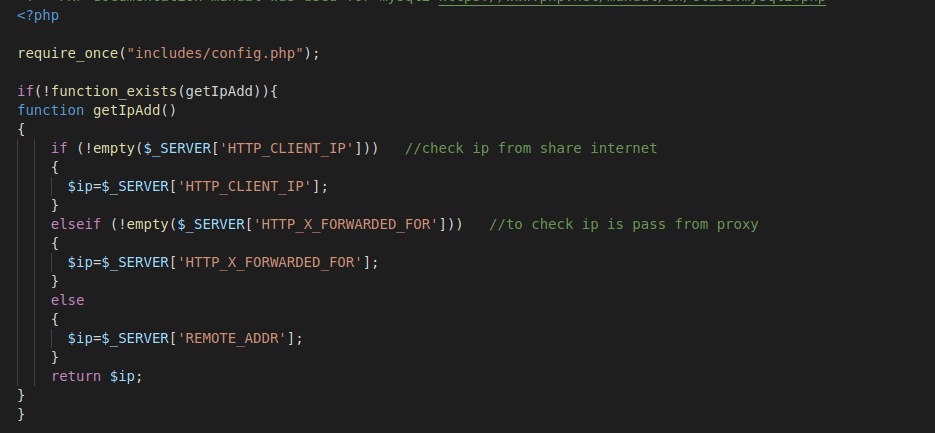 <?php
require_once("includes/config.php");
if(!function_exists(getIpAdd)){
function getIpAdd()
{
if (!empty($_SERVER['HTTP_CLIENT_IP']))   //check ip from share internet
{
$ip=$_SERVER['HTTP_CLIENT_IP'];
}
elseif (!empty($_SERVER['HTTP_X_FORWARDED_FOR']))   //to check ip is pass from proxy
{
$ip=$_SERVER['HTTP_X_FORWARDED_FOR'];
}
else
{
$ip=$_SERVER['REMOTE_ADDR'];
}
return $ip;
}
}